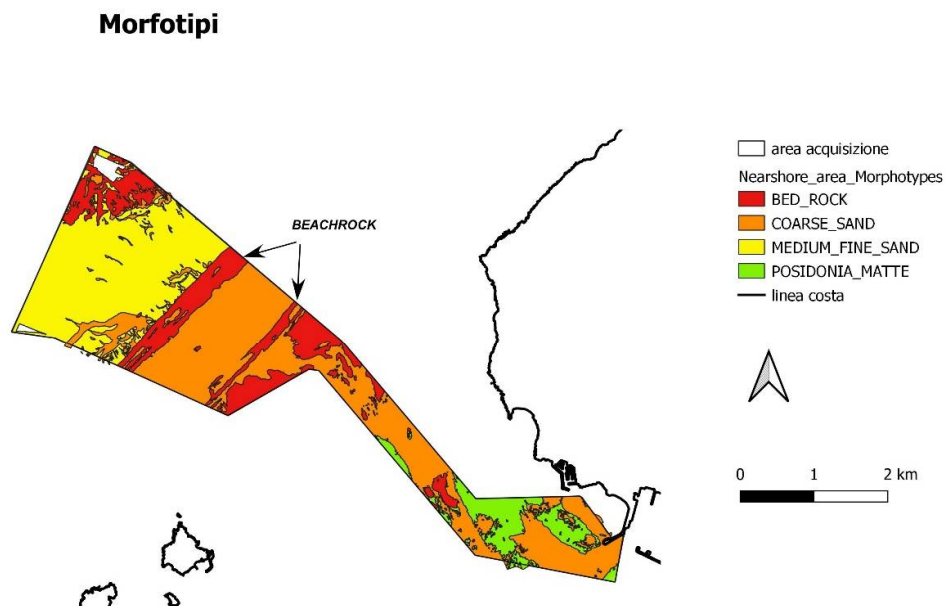 Morfotipi
BEACHROCK
area acquisizione
Nearshore_area_Morphotypes
BED_ROCK
COARSE_SAND
MEDIUM_FINE_SAND
POSIDONIA_MATTE
linea costa
0 1 2 km